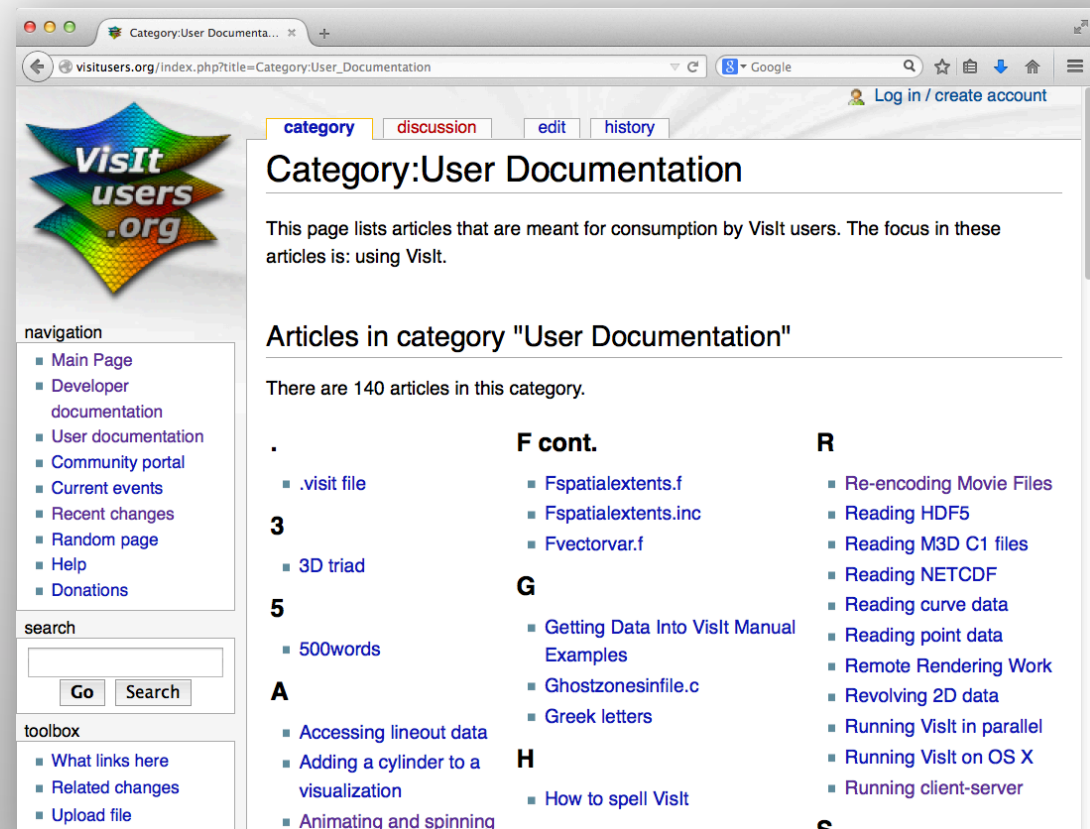 Category:User Documenta...
visitusers.org/index.php?title=Category:User_Documentation
Google
Log in / create account
VisIt
users
.org
category
discussion
edit
history
Category:User Documentation
This page lists articles that are meant for consumption by VisIt users. The focus in these
articles is: using VisIt.
navigation
Main Page
Developer
documentation
User documentation
Community portal
Current events
Recent changes
Random page
Help
Donations
search
Go
Search
toolbox
What links here
Related changes
Upload file
Articles in category "User Documentation"
There are 140 articles in this category.
.
.visit file
3
3D triad
5
500words
A
Accessing lineout data
Adding a cylinder to a
visualization
Animating and spinning
F cont.
Fspatialextents.f
Fspatialextents.inc
Fvectorvar.f
G
Getting Data Into VisIt Manual
Examples
Ghostzonesinfile.c
Greek letters
H
How to spell VisIt
R
Re-encoding Movie Files
Reading HDF5
Reading M3D C1 files
Reading NETCDF
Reading curve data
Reading point data
Remote Rendering Work
Revolving 2D data
Running VisIt in parallel
Running VisIt on OS X
Running client-server
S